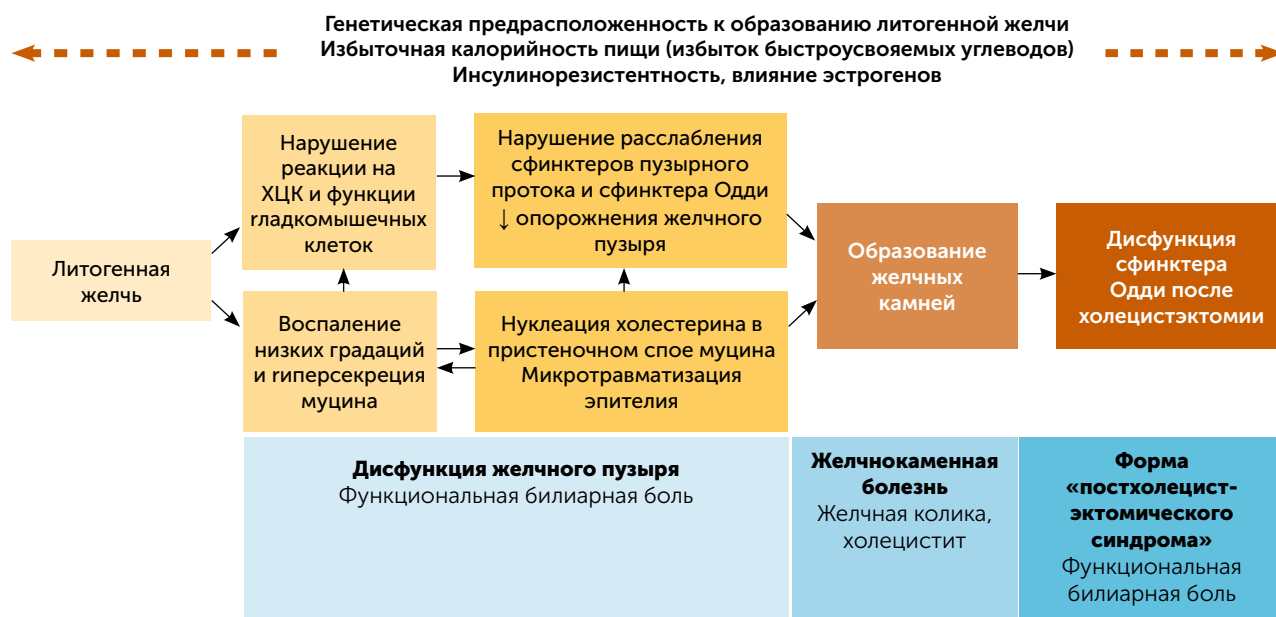 Генетическая предрасположенность к образованию литогенной желчи
Избыточная калорийность пищи (избыток быстроусвояемых углеводов)
Инсулинорезистентность, влияние эстрогенов
Литогенная
желчь
Нарушение
реакции на
ХЦК и функции
rладкомышечных
клеток
Нарушение расслабления
сфинктеров пузырного
протока и сфинктера Одди
↓ опорожнения желчного
пузыря
Воспаление
низких градаций
и rиперсекреция
муцина
Нуклеация холестерина в
пристеночном спое муцина
Микротравматизация
эпителия
Образование
желчных
камней
Дисфункция
сфинктера
Одди после
холецистэктомии
Дисфункция желчного пузыря
Функциональная билиарная боль
Желчнокаменная
болезнь
Желчная колика,
холецистит
Форма
«постхолецист-
эктомического
синдрома»
Функциональная
билиарная боль